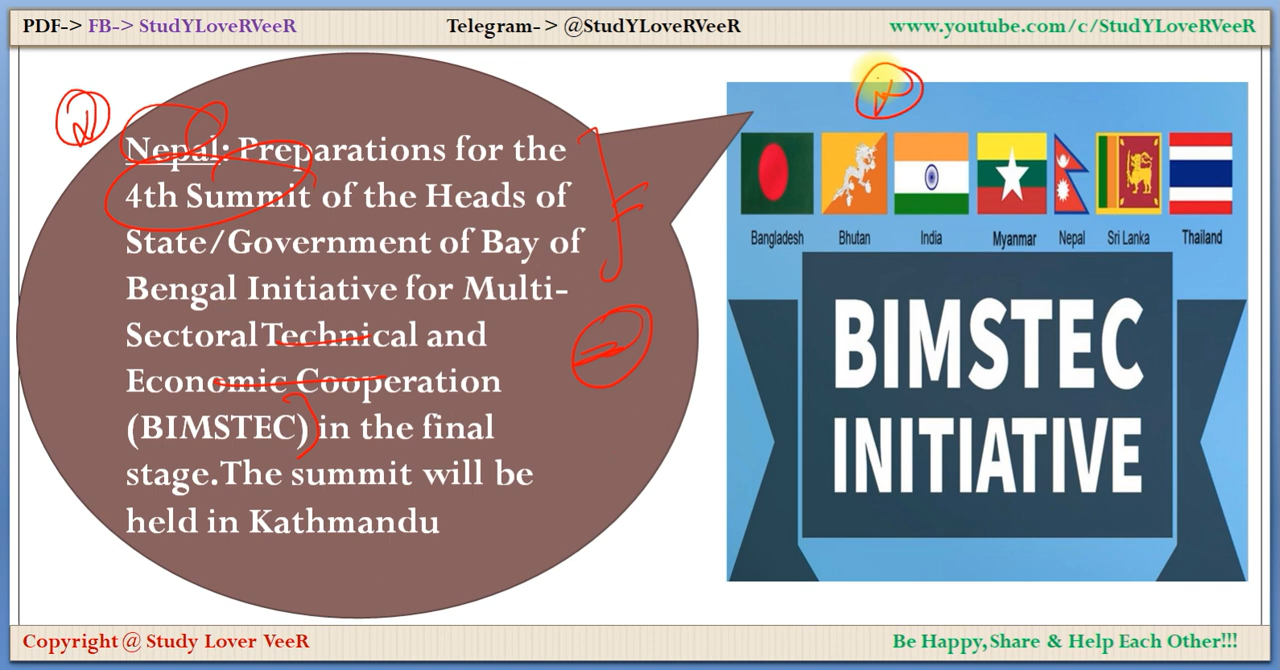 PDF-> FB-> StudYLoveRVeeR
Telegram-> @StudYLoveRVeeR
www.youtube.com/c/StudYLoveRVeeR
Nepal: Preparations for the
4th Summit of the Heads of
State/Government of Bay of
Bengal Initiative for Multi-
Sectoral Technical and
Economic Cooperation
(BIMSTEC) in the final
stage.The summit will be
held in Kathmandu
Bangladesh Bhutan India Myanmar Nepal Sri Lanka Thailand
BIMSTEC
INITIATIVE
Copyright @ Study Lover VeeR
Be Happy,Share & Help Each Other!!!